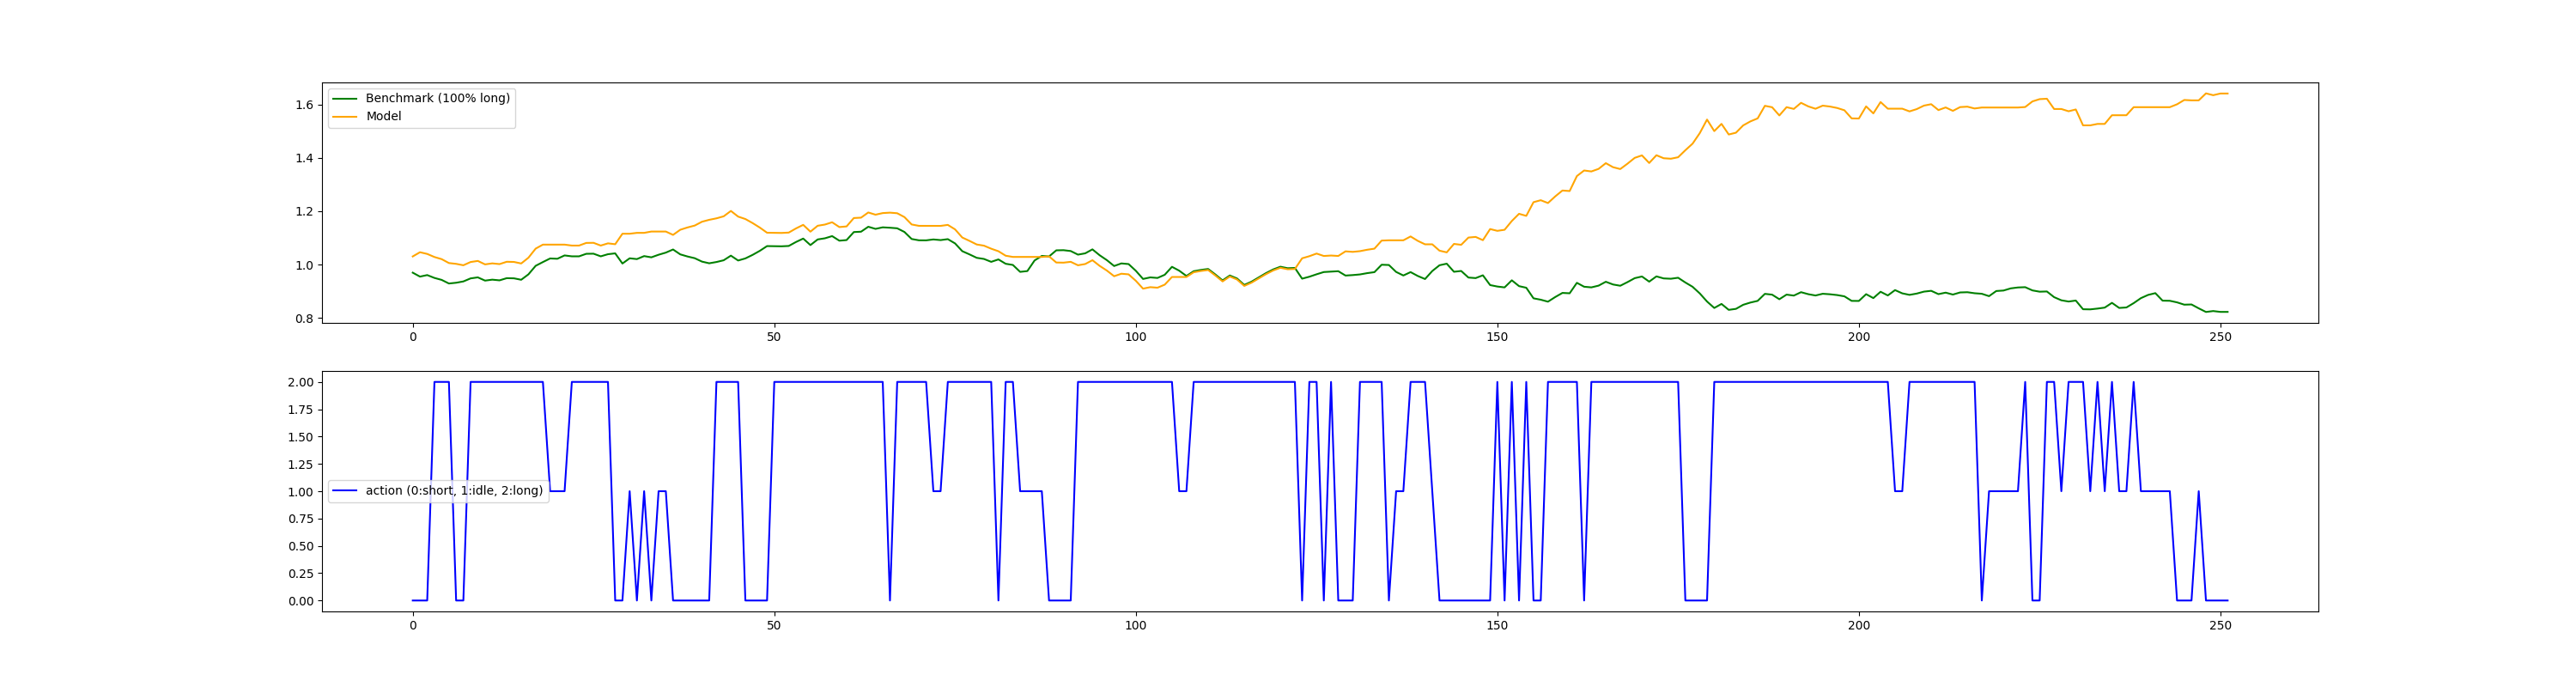 Benchmark (100% long)
Model
1.6
1.4
1.2
1.0
0.8
0 50 100 150 200 250
2.00
1.75
1.50
1.25
1.00
0.75
0.50
0.25
0.00
action (0:short, 1:idle, 2:long)
0 50 100 150 200 250